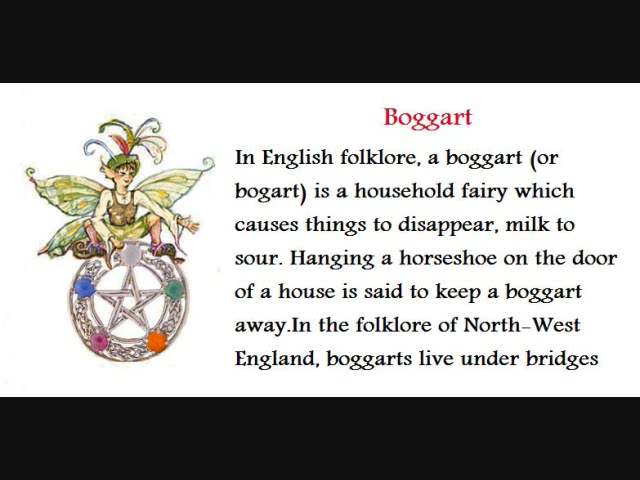 Boggart
In English folklore, a boggart (or
bogart) is a household fairy which
causes things to disappear, milk to
sour. Hanging a horseshoe on the door
of a house is said to keep a boggart
away.In the folklore of North-West
England, boggarts live under bridges